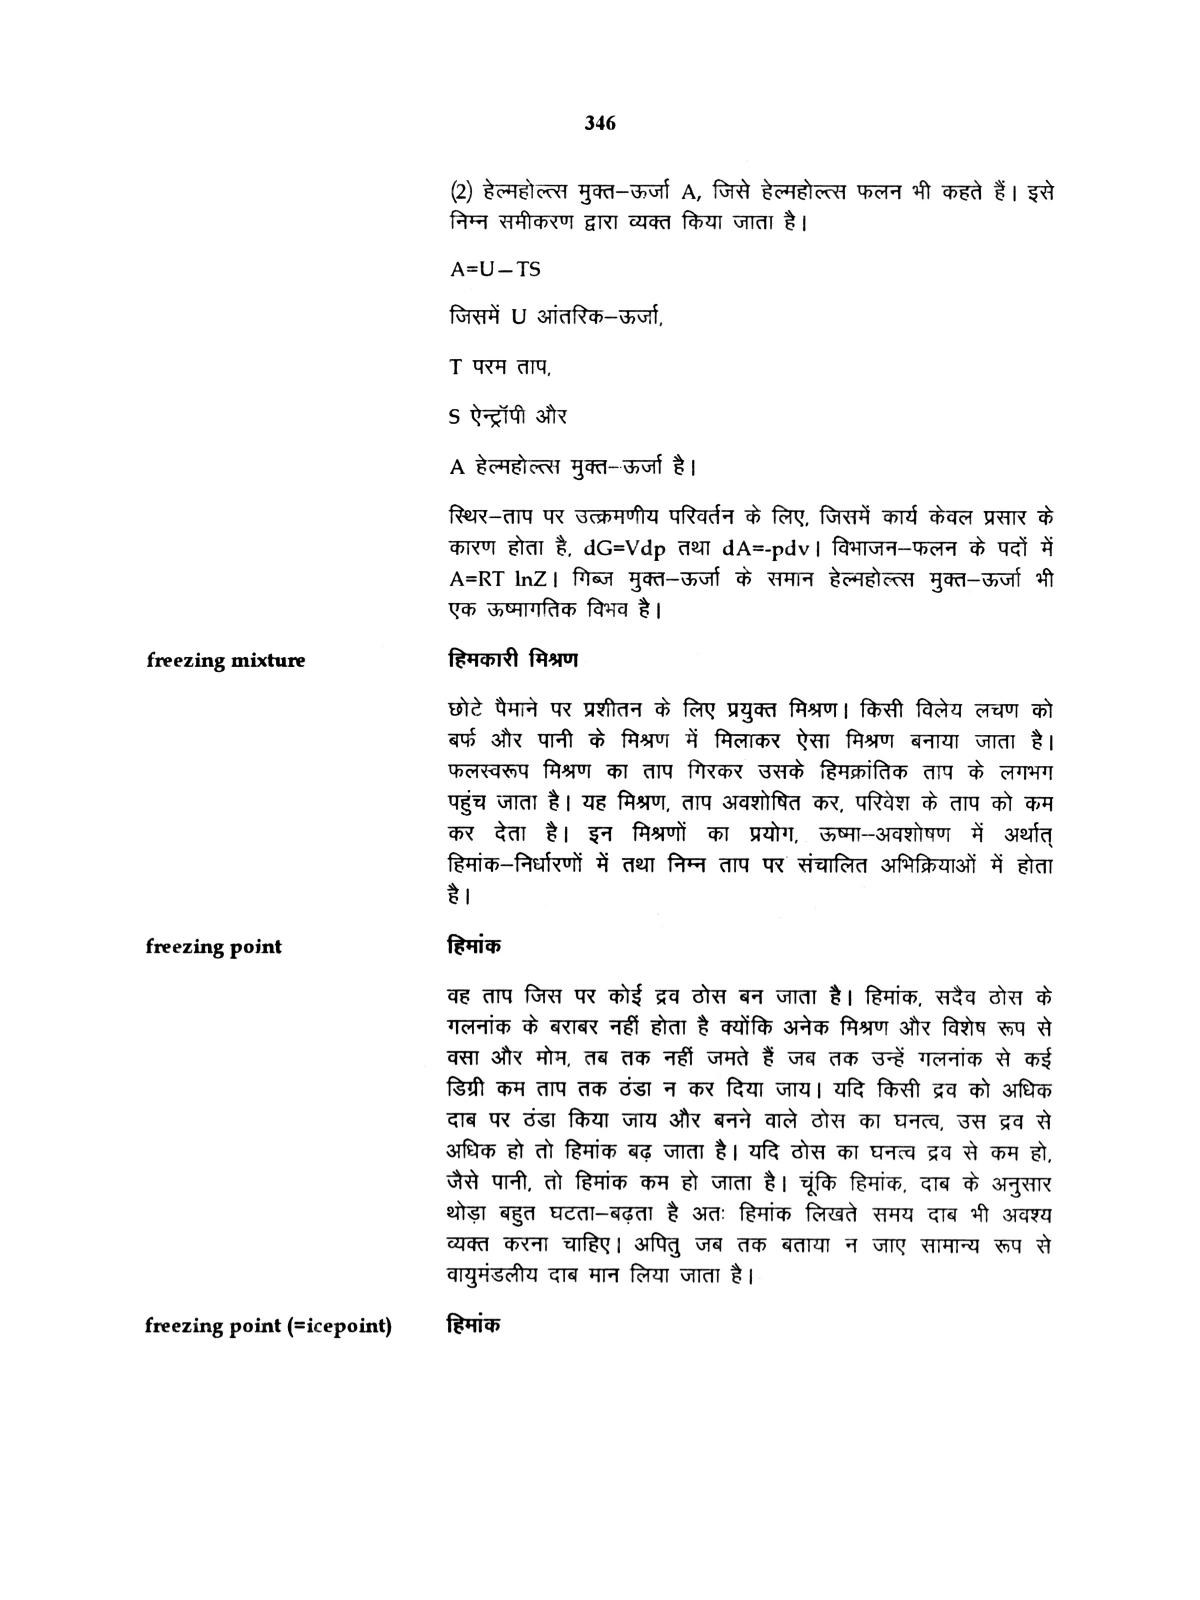 346
(2) हेल्महोल्त्स मुक्त–ऊर्जा A, जिसे हेल्महोल्त्स फलन भी कहते हैं। इसे
निम्न समीकरण द्वारा व्यक्त किया जाता है।
A=U–TS
जिसमें U आंतरिक–ऊर्जा,
T परम ताप,
S ऐन्ट्रॉपी और
A हेल्महोल्त्स मुक्त–ऊर्जा है।
स्थिर–ताप पर उत्क्रमणीय परिवर्तन के लिए, जिसमें कार्य केवल प्रसार के
कारण होता है, dG=Vdp तथा dA=-pdv। विभाजन–फलन के पदों में
A=RT lnZ। गिब्ज मुक्त–ऊर्जा के समान हेल्महोल्त्स मुक्त–ऊर्जा भी
एक ऊष्मागतिक विभव है।
freezing mixture हिमकारी मिश्रण
छोटे पैमाने पर प्रशीतन के लिए प्रयुक्त मिश्रण। किसी विलेय लचण को
बर्फ और पानी के मिश्रण में मिलाकर ऐसा मिश्रण बनाया जाता है।
फलस्वरूप मिश्रण का ताप गिरकर उसके हिमक्रांतिक ताप के लगभग
पहुंच जाता है। यह मिश्रण, ताप अवशोषित कर, परिवेश के ताप को कम
कर देता है। इन मिश्रणों का प्रयोग, ऊष्मा--अवशोषण में अर्थात्
हिमांक–निर्धारणों में तथा निम्न ताप पर संचालित अभिक्रियाओं में होता
है।
freezing point हिमांक
वह ताप जिस पर कोई द्रव ठोस बन जाता है। हिमांक, सदैव ठोस के
गलनांक के बराबर नहीं होता है क्योंकि अनेक मिश्रण और विशेष रूप से
वसा और मोम, तब तक नहीं जमते हैं जब तक उन्हें गलनांक से कई
डिग्री कम ताप तक ठंडा न कर दिया जाय। यदि किसी द्रव को अधिक
दाब पर ठंडा किया जाय और बनने वाले ठोस का घनत्व, उस द्रव से
अधिक हो तो हिमांक बढ़ जाता है। यदि ठोस का घनत्व द्रव से कम हो,
जैसे पानी, तो हिमांक कम हो जाता है। चूंकि हिमांक, दाब के अनुसार
थोड़ा बहुत घटता–बढ़ता है अतः हिमांक लिखते समय दाब भी अवश्य
व्यक्त करना चाहिए। अपितु जब तक बताया न जाए सामान्य रूप से
वायुमंडलीय दाब मान लिया जाता है।
freezing point (=icepoint) हिमांक